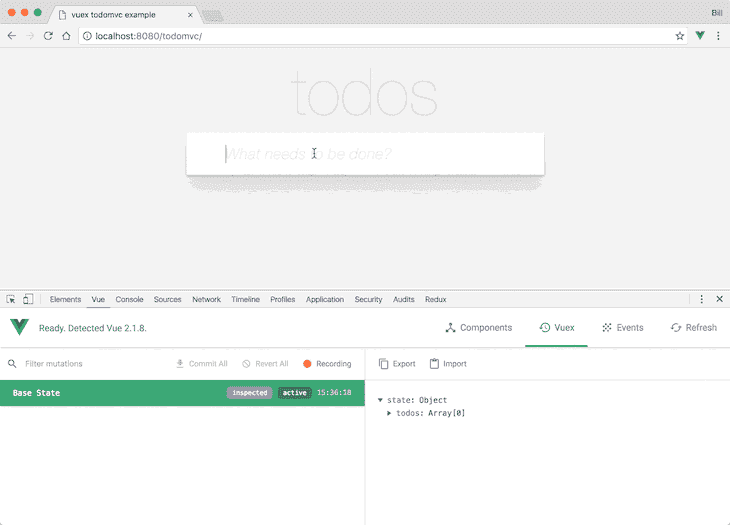 vuex todomvc example
Bill
localhost:8080/todomvc/
todos
What needs to be done?
Elements Vue Console Sources Network Timeline Profiles Application Security Audits Redux
Ready. Detected Vue 2.1.8. Components Vuex Events Refresh
Filter mutations Commit All Revert All Recording Export Import
Base State inspected active 15:36:18
state: Object
todos: Array[0]